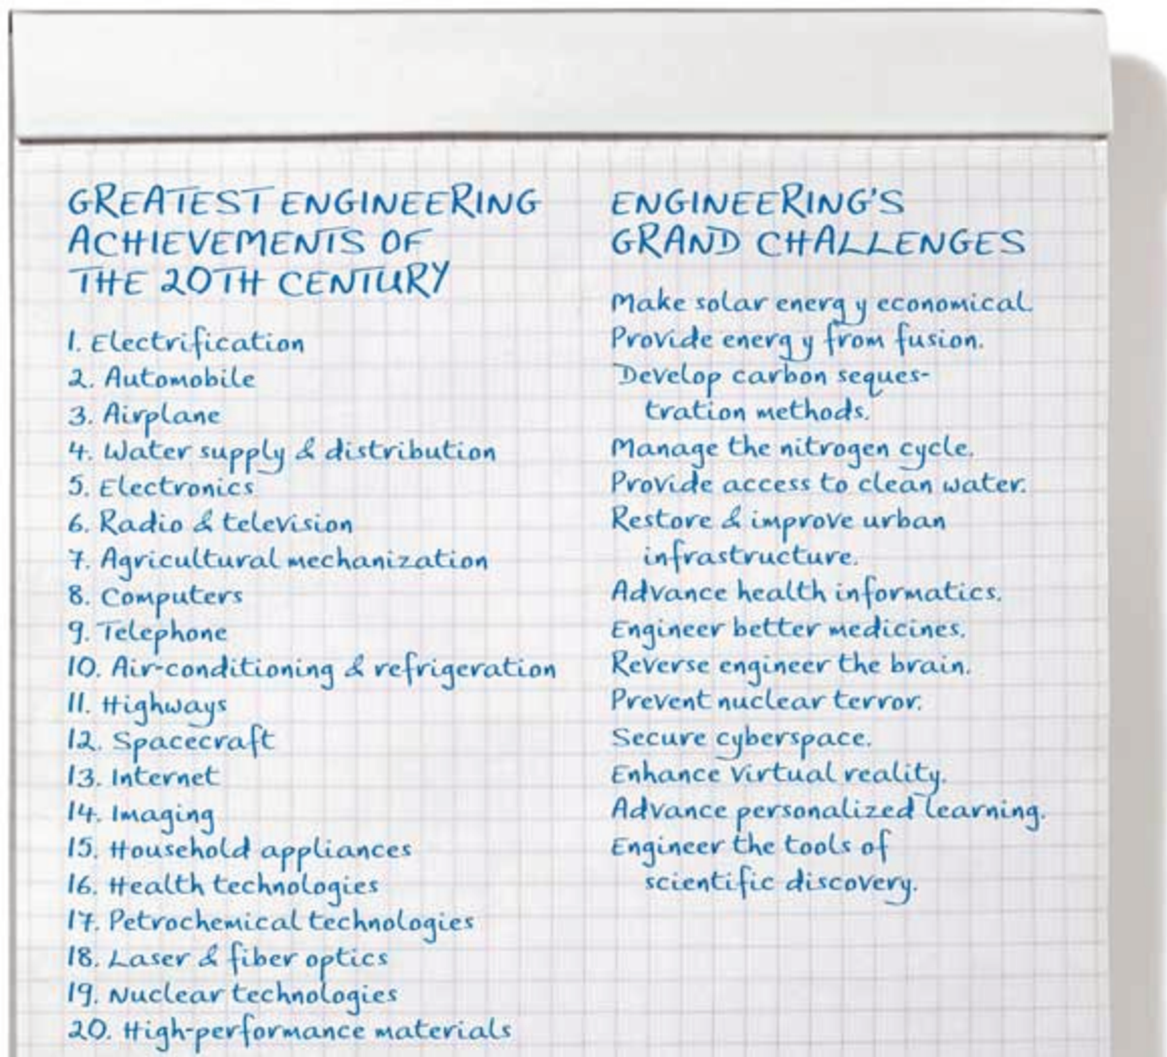 GREATEST ENGINEERING
ACHIEVEMENTS OF
THE 20TH CENTURY
1. Electrification
2. Automobile
3. Airplane
4. Water supply & distribution
5. Electronics
6. Radio & television
7. Agricultural mechanization
8. Computers
9. Telephone
10. Air-conditioning & refrigeration
11. Highways
12. Spacecraft
13. Internet
14. Imaging
15. Household appliances
16. Health technologies
17. Petrochemical technologies
18. Laser & fiber optics
19. Nuclear technologies
20. High-performance materials
ENGINEERING'S
GRAND CHALLENGES
Make solar energy economical.
Provide energy from fusion.
Develop carbon seques-
tration methods.
Manage the nitrogen cycle.
Provide access to clean water.
Restore & improve urban
infrastructure.
Advance health informatics.
Engineer better medicines.
Reverse engineer the brain.
Prevent nuclear terror.
Secure cyberspace.
Enhance virtual reality.
Advance personalized learning.
Engineer the tools of
scientific discovery.